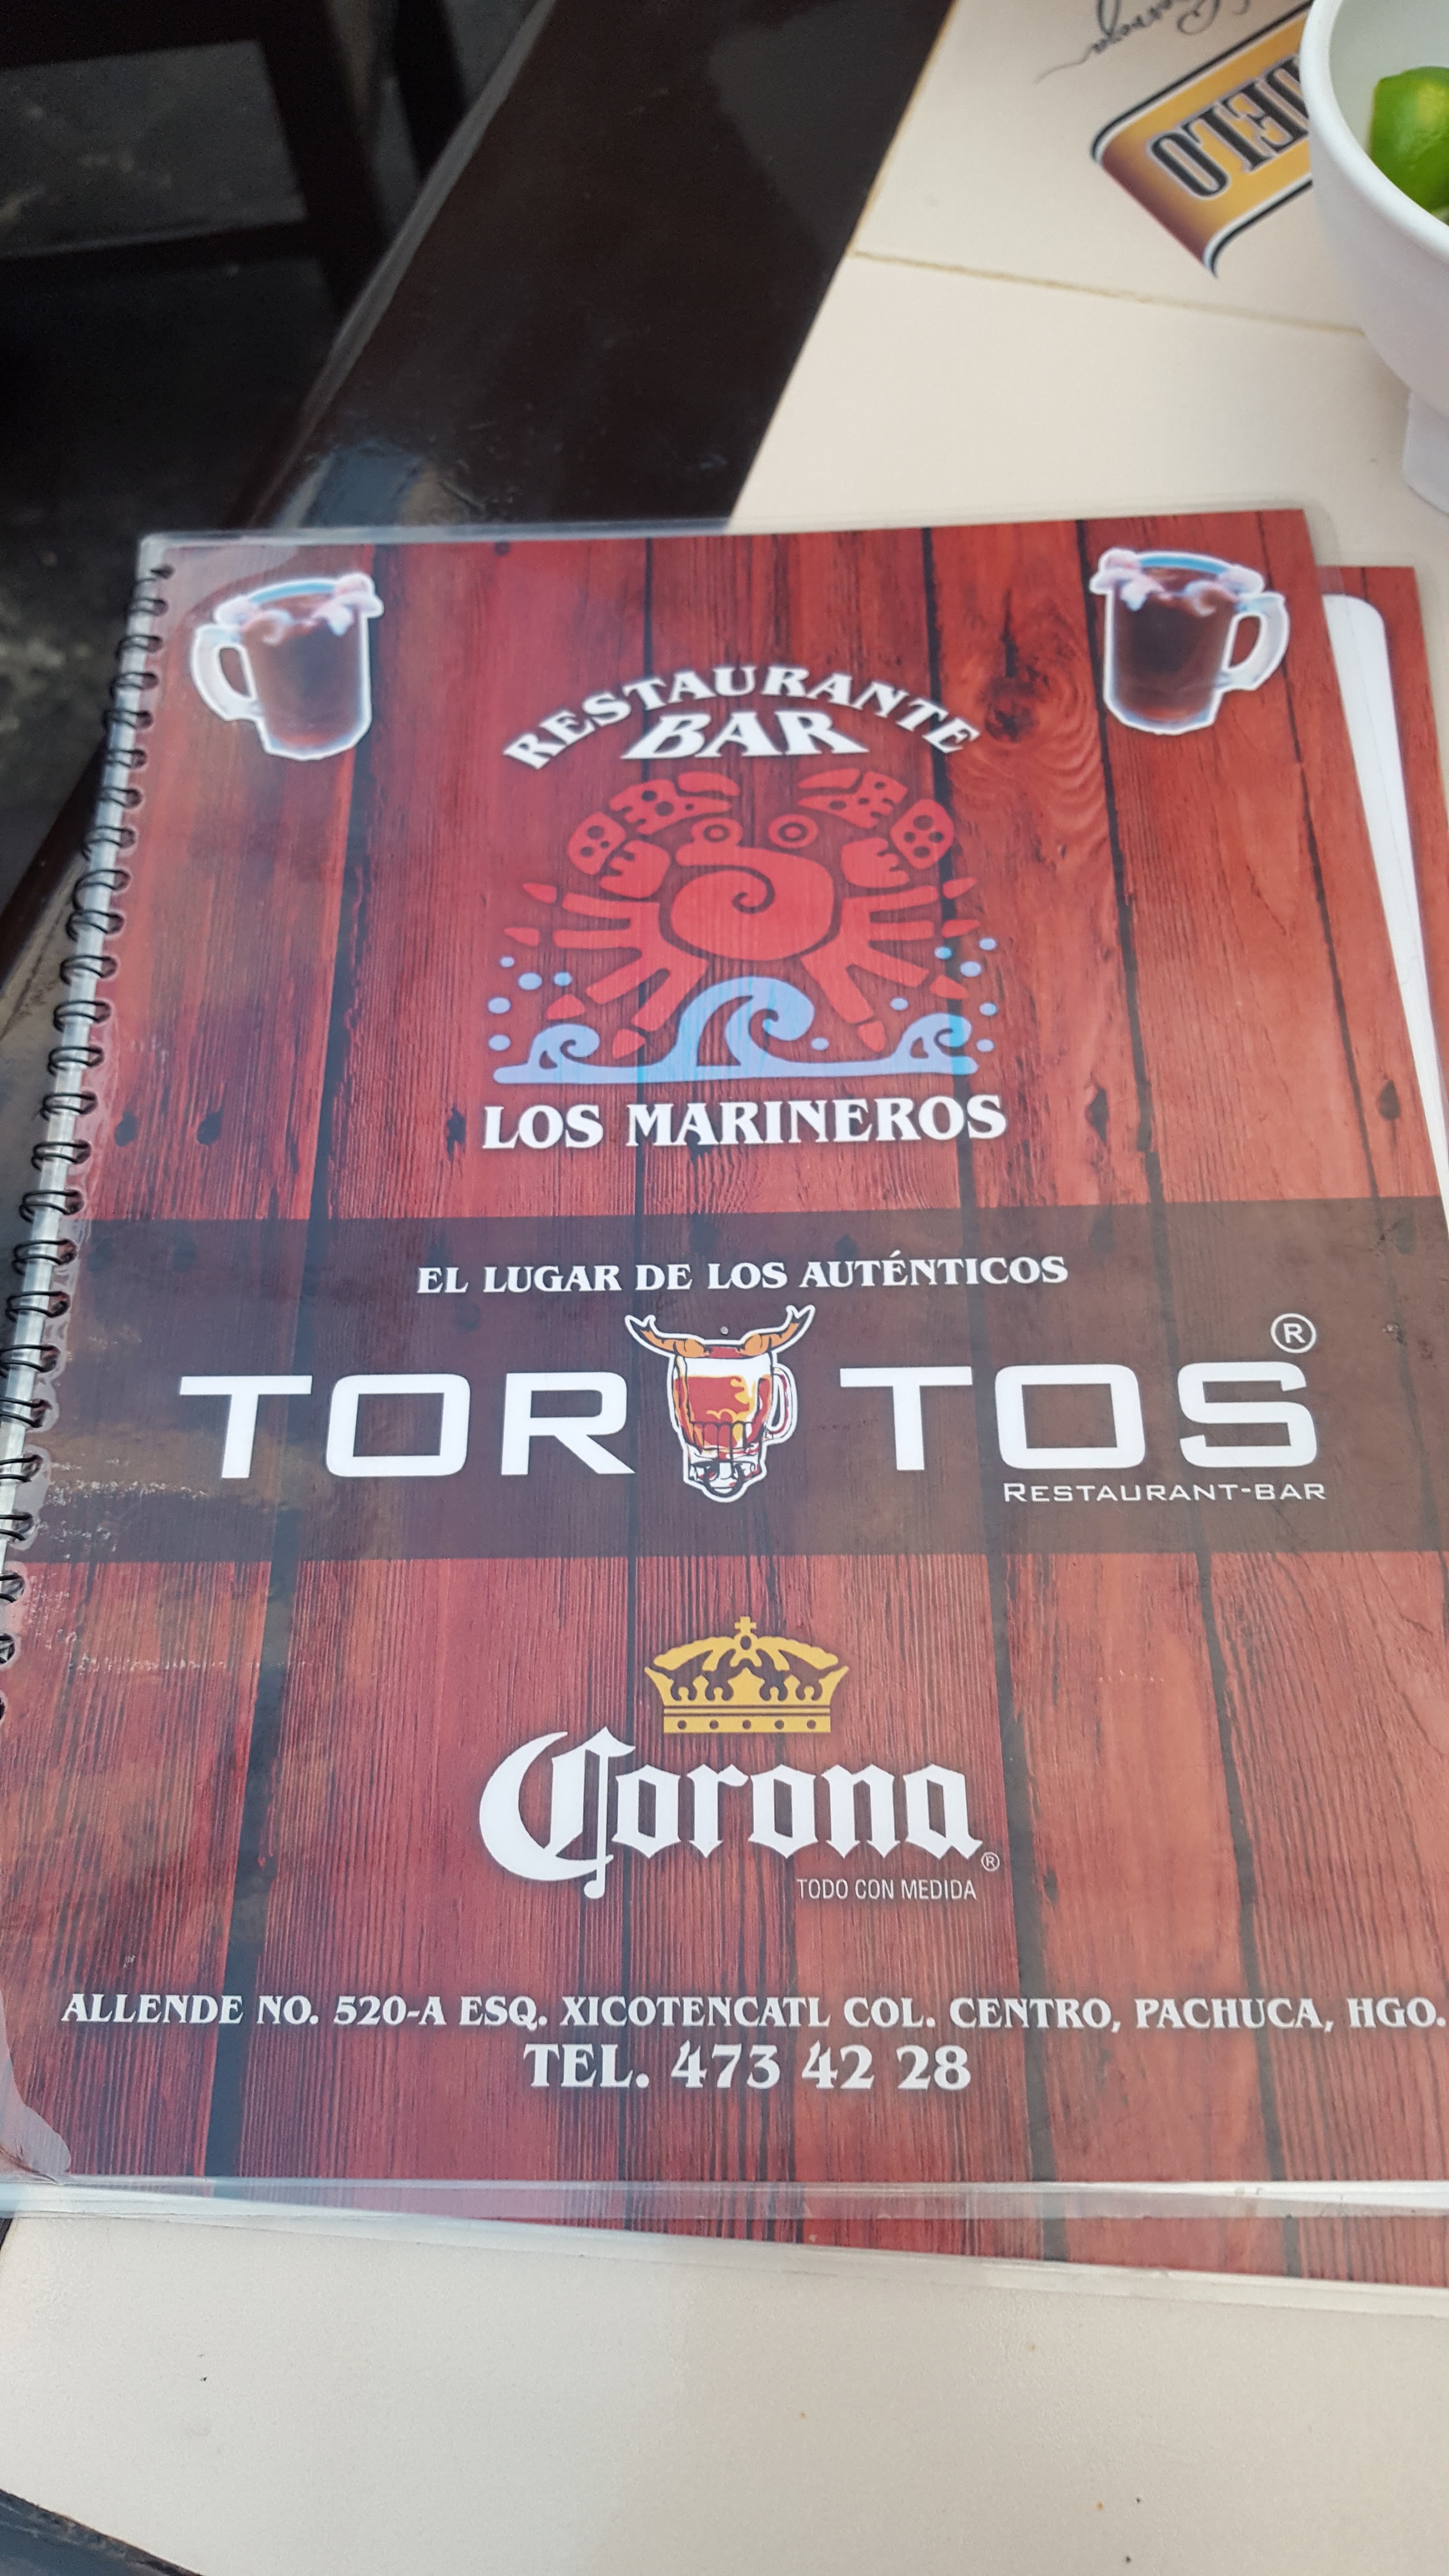 RESTAURANTE
BAR
LOS MARINEROS
EL LUGAR DE LOS AUTÉNTICOS
TOR TOS ®
RESTAURANT-BAR
Corona ®
TODO CON MEDIDA
ALLENDE NO. 520-A ESQ. XICOTENCATL COL. CENTRO, PACHUCA, HGO.
TEL. 473 42 28